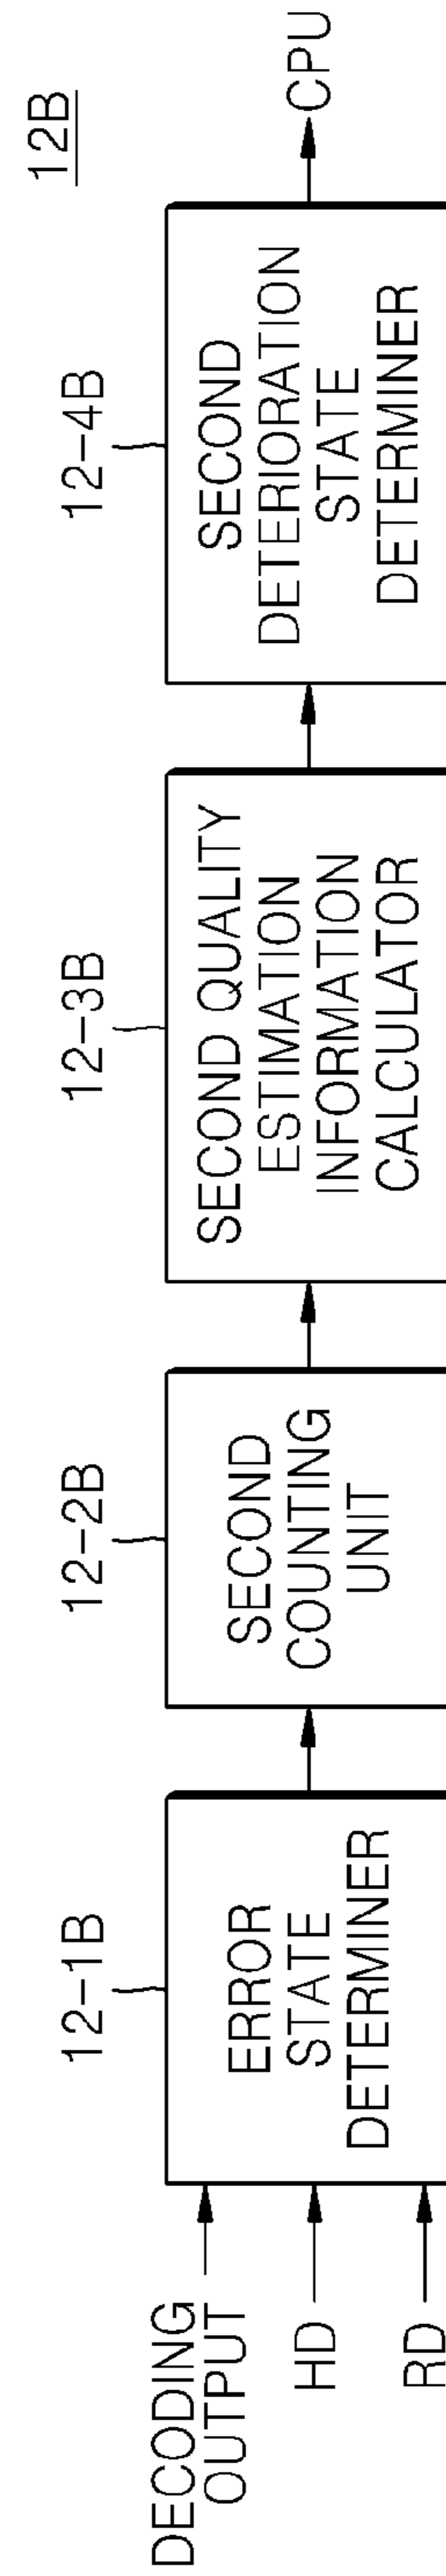 12B
DECODING
OUTPUT
HD
RD
12-1B
ERROR
STATE
DETERMINER
12-2B
SECOND
COUNTING
UNIT
12-3B
SECOND QUALITY
ESTIMATION
INFORMATION
CALCULATOR
12-4B
SECOND
DETERIORATION
STATE
DETERMINER
CPU